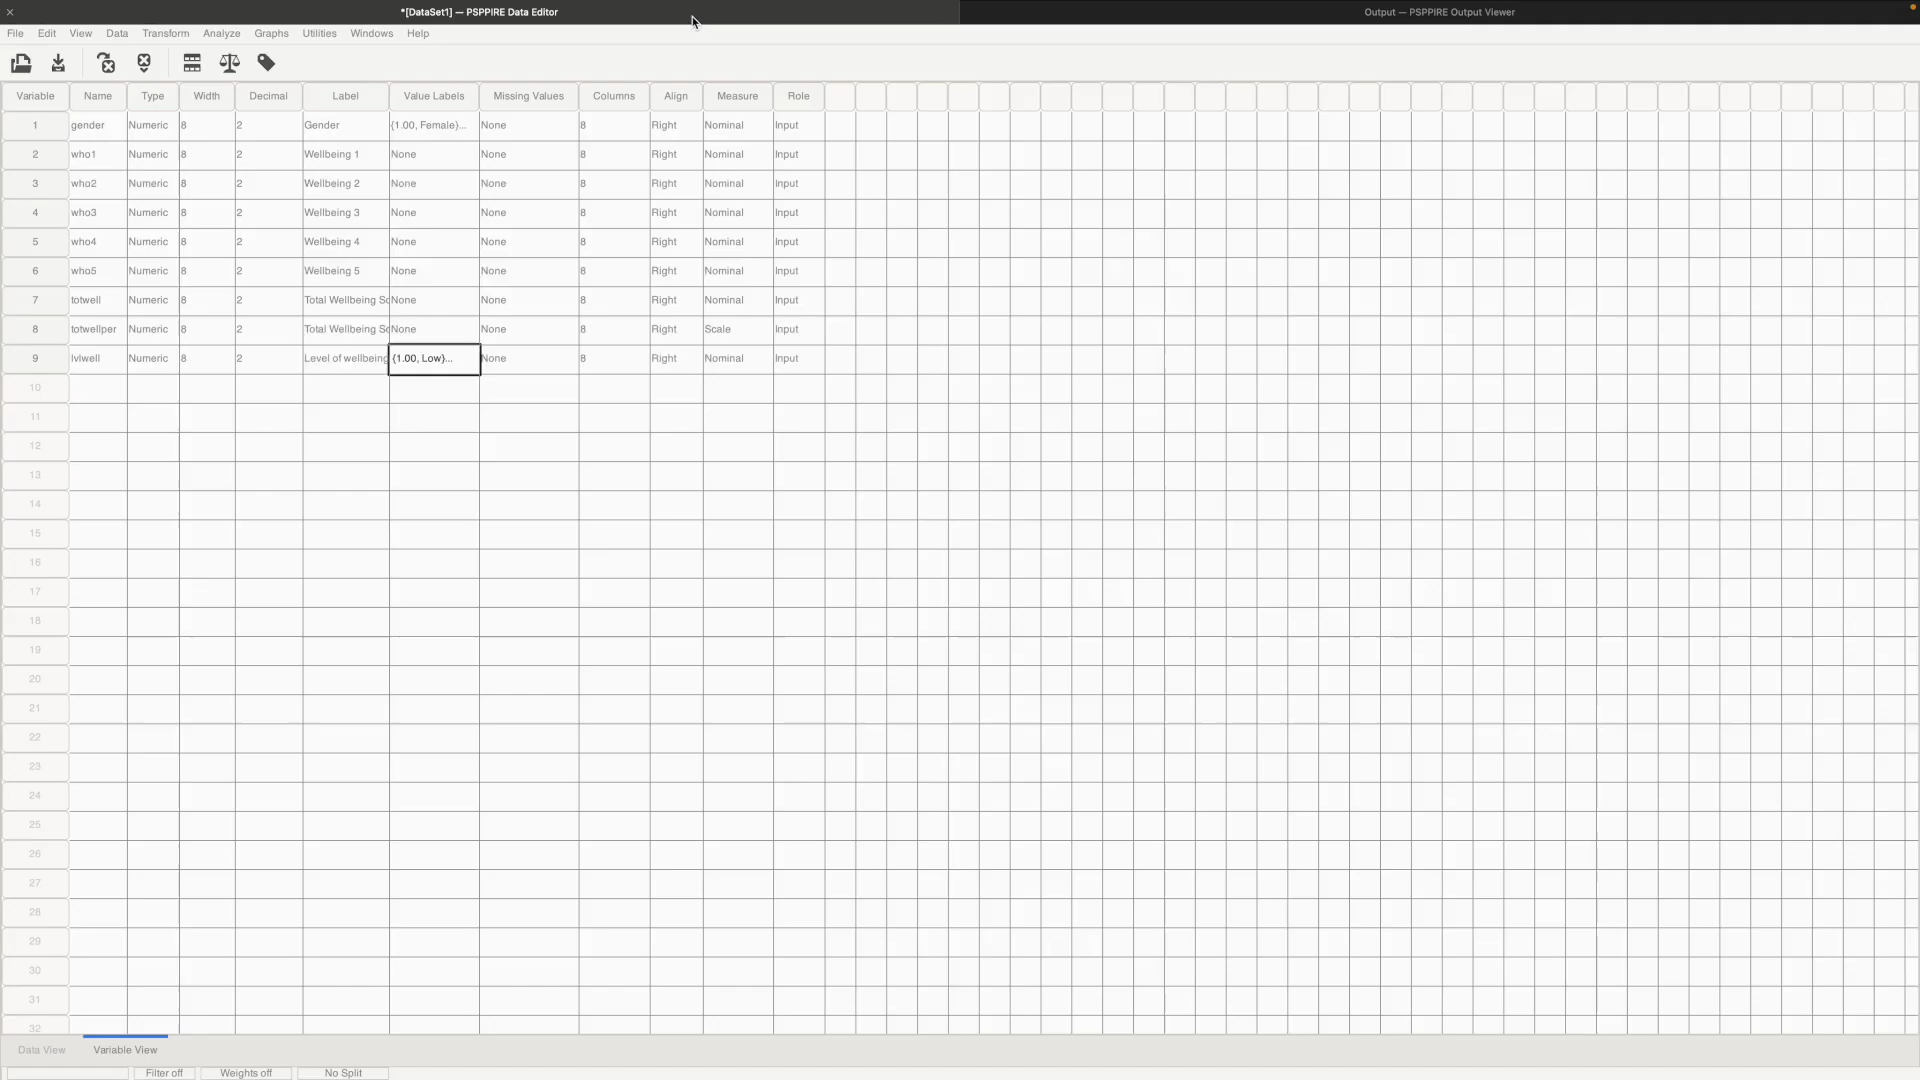 *[DataSet1] — PSPPIRE Data Editor
Output — PSPPIRE Output Viewer
File Edit View Data Transform Analyze Graphs Utilities Windows Help
Variable Name Type Width Decimal Label Value Labels Missing Values Columns Align Measure Role
1 gender Numeric 8 2 Gender {1.00, Female}... None 8 Right Nominal Input
2 who1 Numeric 8 2 Wellbeing 1 None None 8 Right Nominal Input
3 who2 Numeric 8 2 Wellbeing 2 None None 8 Right Nominal Input
4 who3 Numeric 8 2 Wellbeing 3 None None 8 Right Nominal Input
5 who4 Numeric 8 2 Wellbeing 4 None None 8 Right Nominal Input
6 who5 Numeric 8 2 Wellbeing 5 None None 8 Right Nominal Input
7 totwell Numeric 8 2 Total Wellbeing Sc None None 8 Right Nominal Input
8 totwellper Numeric 8 2 Total Wellbeing Sc None None 8 Right Scale Input
9 lvlwell Numeric 8 2 Level of wellbeing {1.00, Low}... None 8 Right Nominal Input
10
11
12
13
14
15
16
17
18
19
20
21
22
23
24
25
26
27
28
29
30
31
32
Data View Variable View
Filter off Weights off No Split